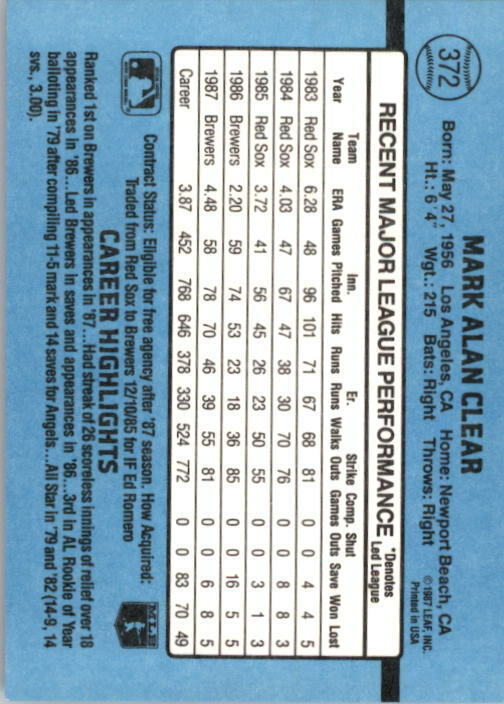 372
MARK ALAN CLEAR
Born: May 27, 1956 Los Angeles, CA Home: Newport Beach, CA
Ht.: 6'4" Wgt.: 215 Bats: Right Throws: Right
©1987 LEAF, INC.
Printed in USA
RECENT MAJOR LEAGUE PERFORMANCE
*Denotes
Led League
Team Inn. Er. Strike Comp. Shut
Year Name ERA Games Pitched Hits Runs Runs Walks Outs Games Outs Save Won Lost
1983 Red Sox 6.28 48 96 101 71 67 68 81 0 0 4 4 5
1984 Red Sox 4.03 47 67 47 38 30 70 76 0 0 8 8 3
1985 Red Sox 3.72 41 56 45 26 23 50 55 0 0 3 1 3
1986 Brewers 2.20 59 74 53 23 18 36 85 0 0 16 5 5
1987 Brewers 4.48 58 78 70 46 39 55 81 0 0 6 8 5
Career 3.87 452 768 646 378 330 524 772 0 0 83 70 49
Contract Status: Eligible for free agency after '87 season. How Acquired:
Traded from Red Sox to Brewers 12/10/85 for IF Ed Romero
MLB
CAREER HIGHLIGHTS
Ranked 1st on Brewers in appearances in '87...Had streak of 26 scoreless innings of relief over 18
appearances in '86...Led Brewers in saves and appearances in '86...3rd in AL Rookie of Year
balloting in '79 after compiling 11-5 mark and 14 saves for Angels...All Star in '79 and '82 (14-9, 14
svs., 3.00).